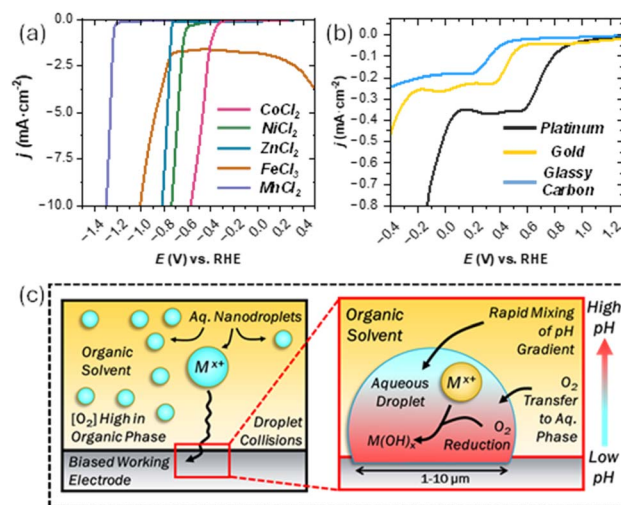 (a)
0.0
-2.5
-5.0
-7.5
-10.0
j (mA·cm⁻²)
CoCl₂
NiCl₂
ZnCl₂
FeCl₃
MnCl₂
-1.4
-1.2
-0.8
-0.6
-0.4
-0.2
0.0
0.2
0.4
E (V) vs. RHE
(b)
0.0
-0.1
-0.2
-0.3
-0.4
-0.5
-0.6
-0.7
-0.8
j (mA·cm⁻²)
Platinum
Gold
Glassy
Carbon
-0.4
-0.2
0.0
0.2
0.4
0.6
0.8
1.0
1.2
E (V) vs. RHE
(c)
Aq. Nanodroplets
Organic
Solvent
Mˣ⁺
[O₂] High in
Organic Phase
Droplet
Collisions
Biased Working
Electrode
Organic
Solvent
Rapid Mixing
of pH
Gradient
Aqueous
Droplet
Mˣ⁺
O₂
Transfer
to Aq.
Phase
M(OH)ₓ
O₂
Reduction
1-10 μm
High
pH
Low
pH